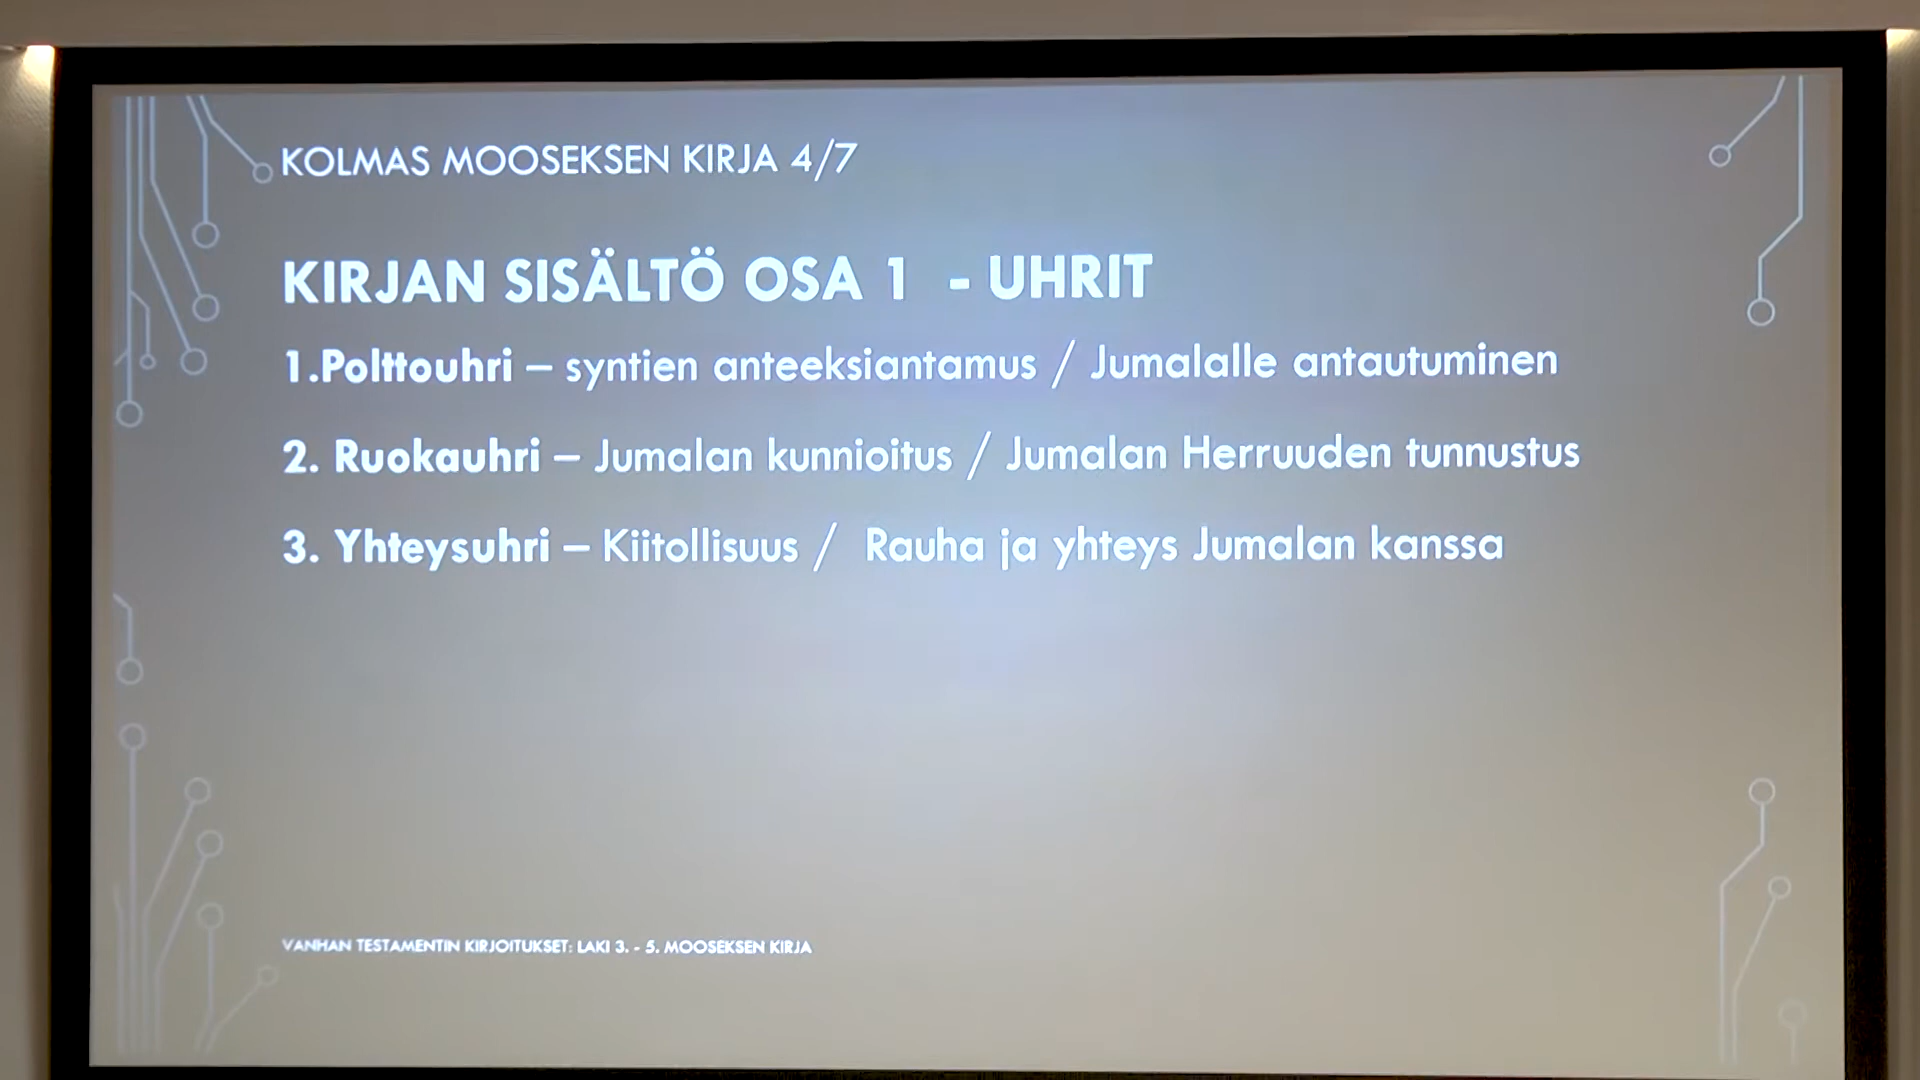 KOLMAS MOOSEKSEN KIRJA 4/7
KIRJAN SISÄLTÖ OSA 1 - UHRIT
1.Polttouhri – syntien anteeksiantamus / Jumalalle antautuminen
2. Ruokauhri – Jumalan kunnioitus / Jumalan Herruuden tunnustus
3. Yhteysuhri – Kiitollisuus / Rauha ja yhteys Jumalan kanssa
VANHAN TESTAMENTIN KIRJOITUKSET: LAKI 3. - 5. MOOSEKSEN KIRJA